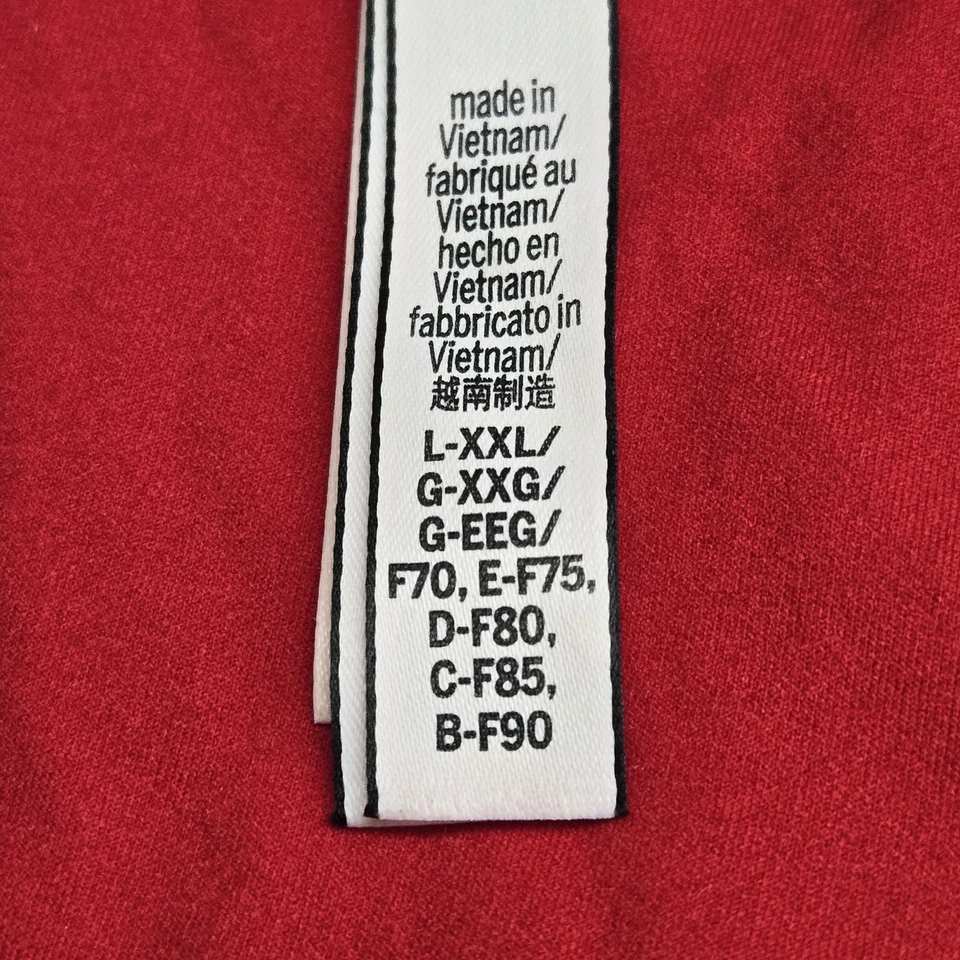 made in
Vietnam/
fabriqué au
Vietnam/
hecho en
Vietnam/
fabbricato in
Vietnam/
越南制造
L-XXL/
G-XXG/
G-EEG/
F70, E-F75,
D-F80,
C-F85,
B-F90